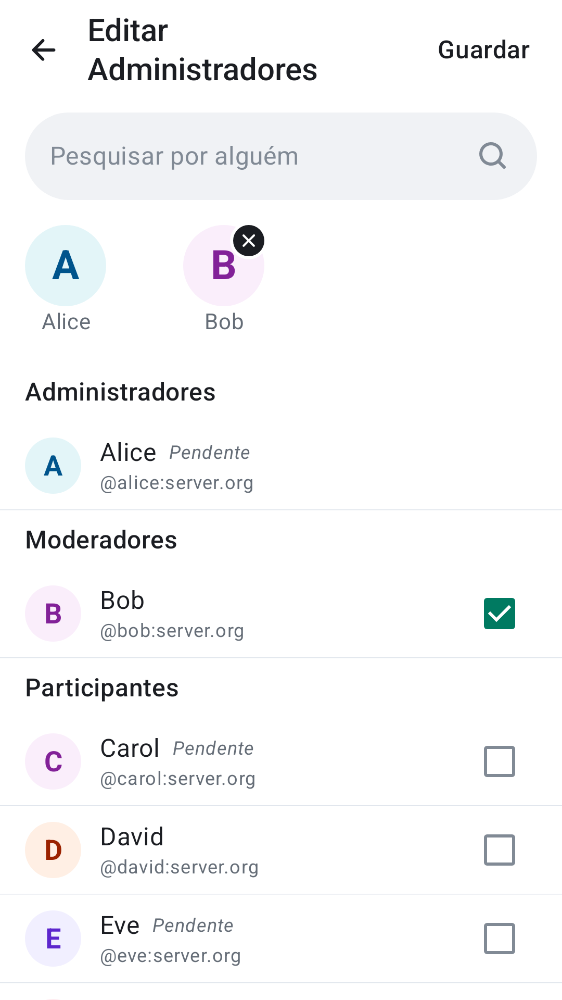 Editar
Administradores
Guardar
Pesquisar por alguém
A
B
Alice
Bob
Administradores
A
Alice Pendente
@alice:server.org
Moderadores
B
Bob
@bob:server.org
Participantes
C
Carol Pendente
@carol:server.org
D
David
@david:server.org
E
Eve Pendente
@eve:server.org